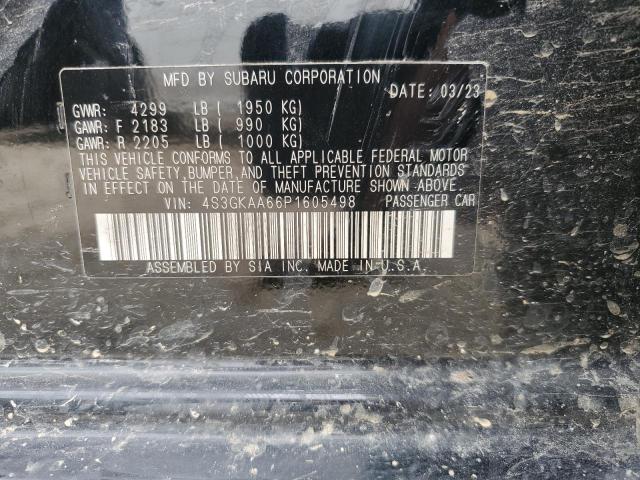 MFD BY SUBARU CORPORATION
DATE: 03/23
GVWR: 4299 LB ( 1950 KG)
GAWR: F 2183 LB ( 990 KG)
GAWR: R 2205 LB ( 1000 KG)
THIS VEHICLE CONFORMS TO ALL APPLICABLE FEDERAL MOTOR
VEHICLE SAFETY, BUMPER, AND THEFT PREVENTION STANDARDS
IN EFFECT ON THE DATE OF MANUFACTURE SHOWN ABOVE.
VIN: 4S3GKAA66P1605498 PASSENGER CAR
ASSEMBLED BY SIA INC. MADE IN U.S.A.